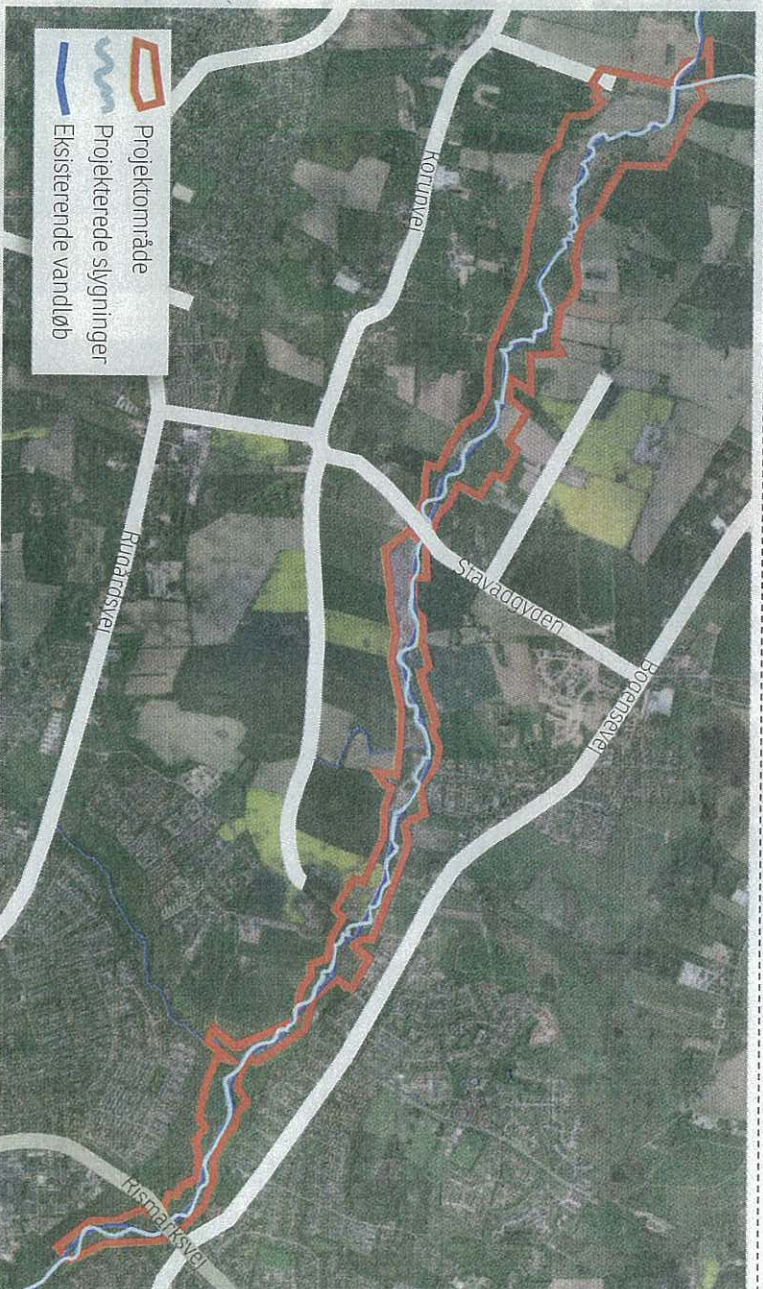 Projektområde
Projekterede slygninger
Eksisterende vandløb
Korupvej
Rugårdsvej
Stavadgyden
Bogensevej
Rismarksvej